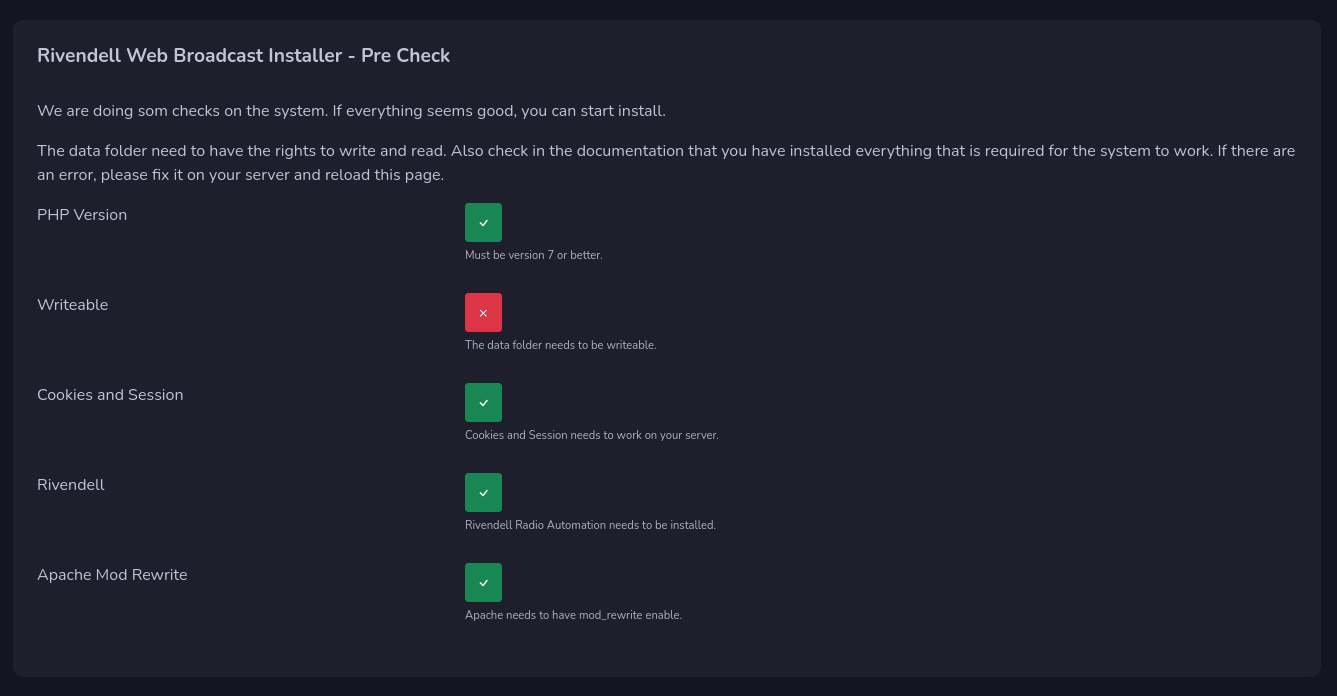 Rivendell Web Broadcast Installer - Pre Check
We are doing som checks on the system. If everything seems good, you can start install.
The data folder need to have the rights to write and read. Also check in the documentation that you have installed everything that is required for the system to work. If there are
an error, please fix it on your server and reload this page.
PHP Version
Must be version 7 or better.
Writeable
The data folder needs to be writeable.
Cookies and Session
Cookies and Session needs to work on your server.
Rivendell
Rivendell Radio Automation needs to be installed.
Apache Mod Rewrite
Apache needs to have mod_rewrite enable.